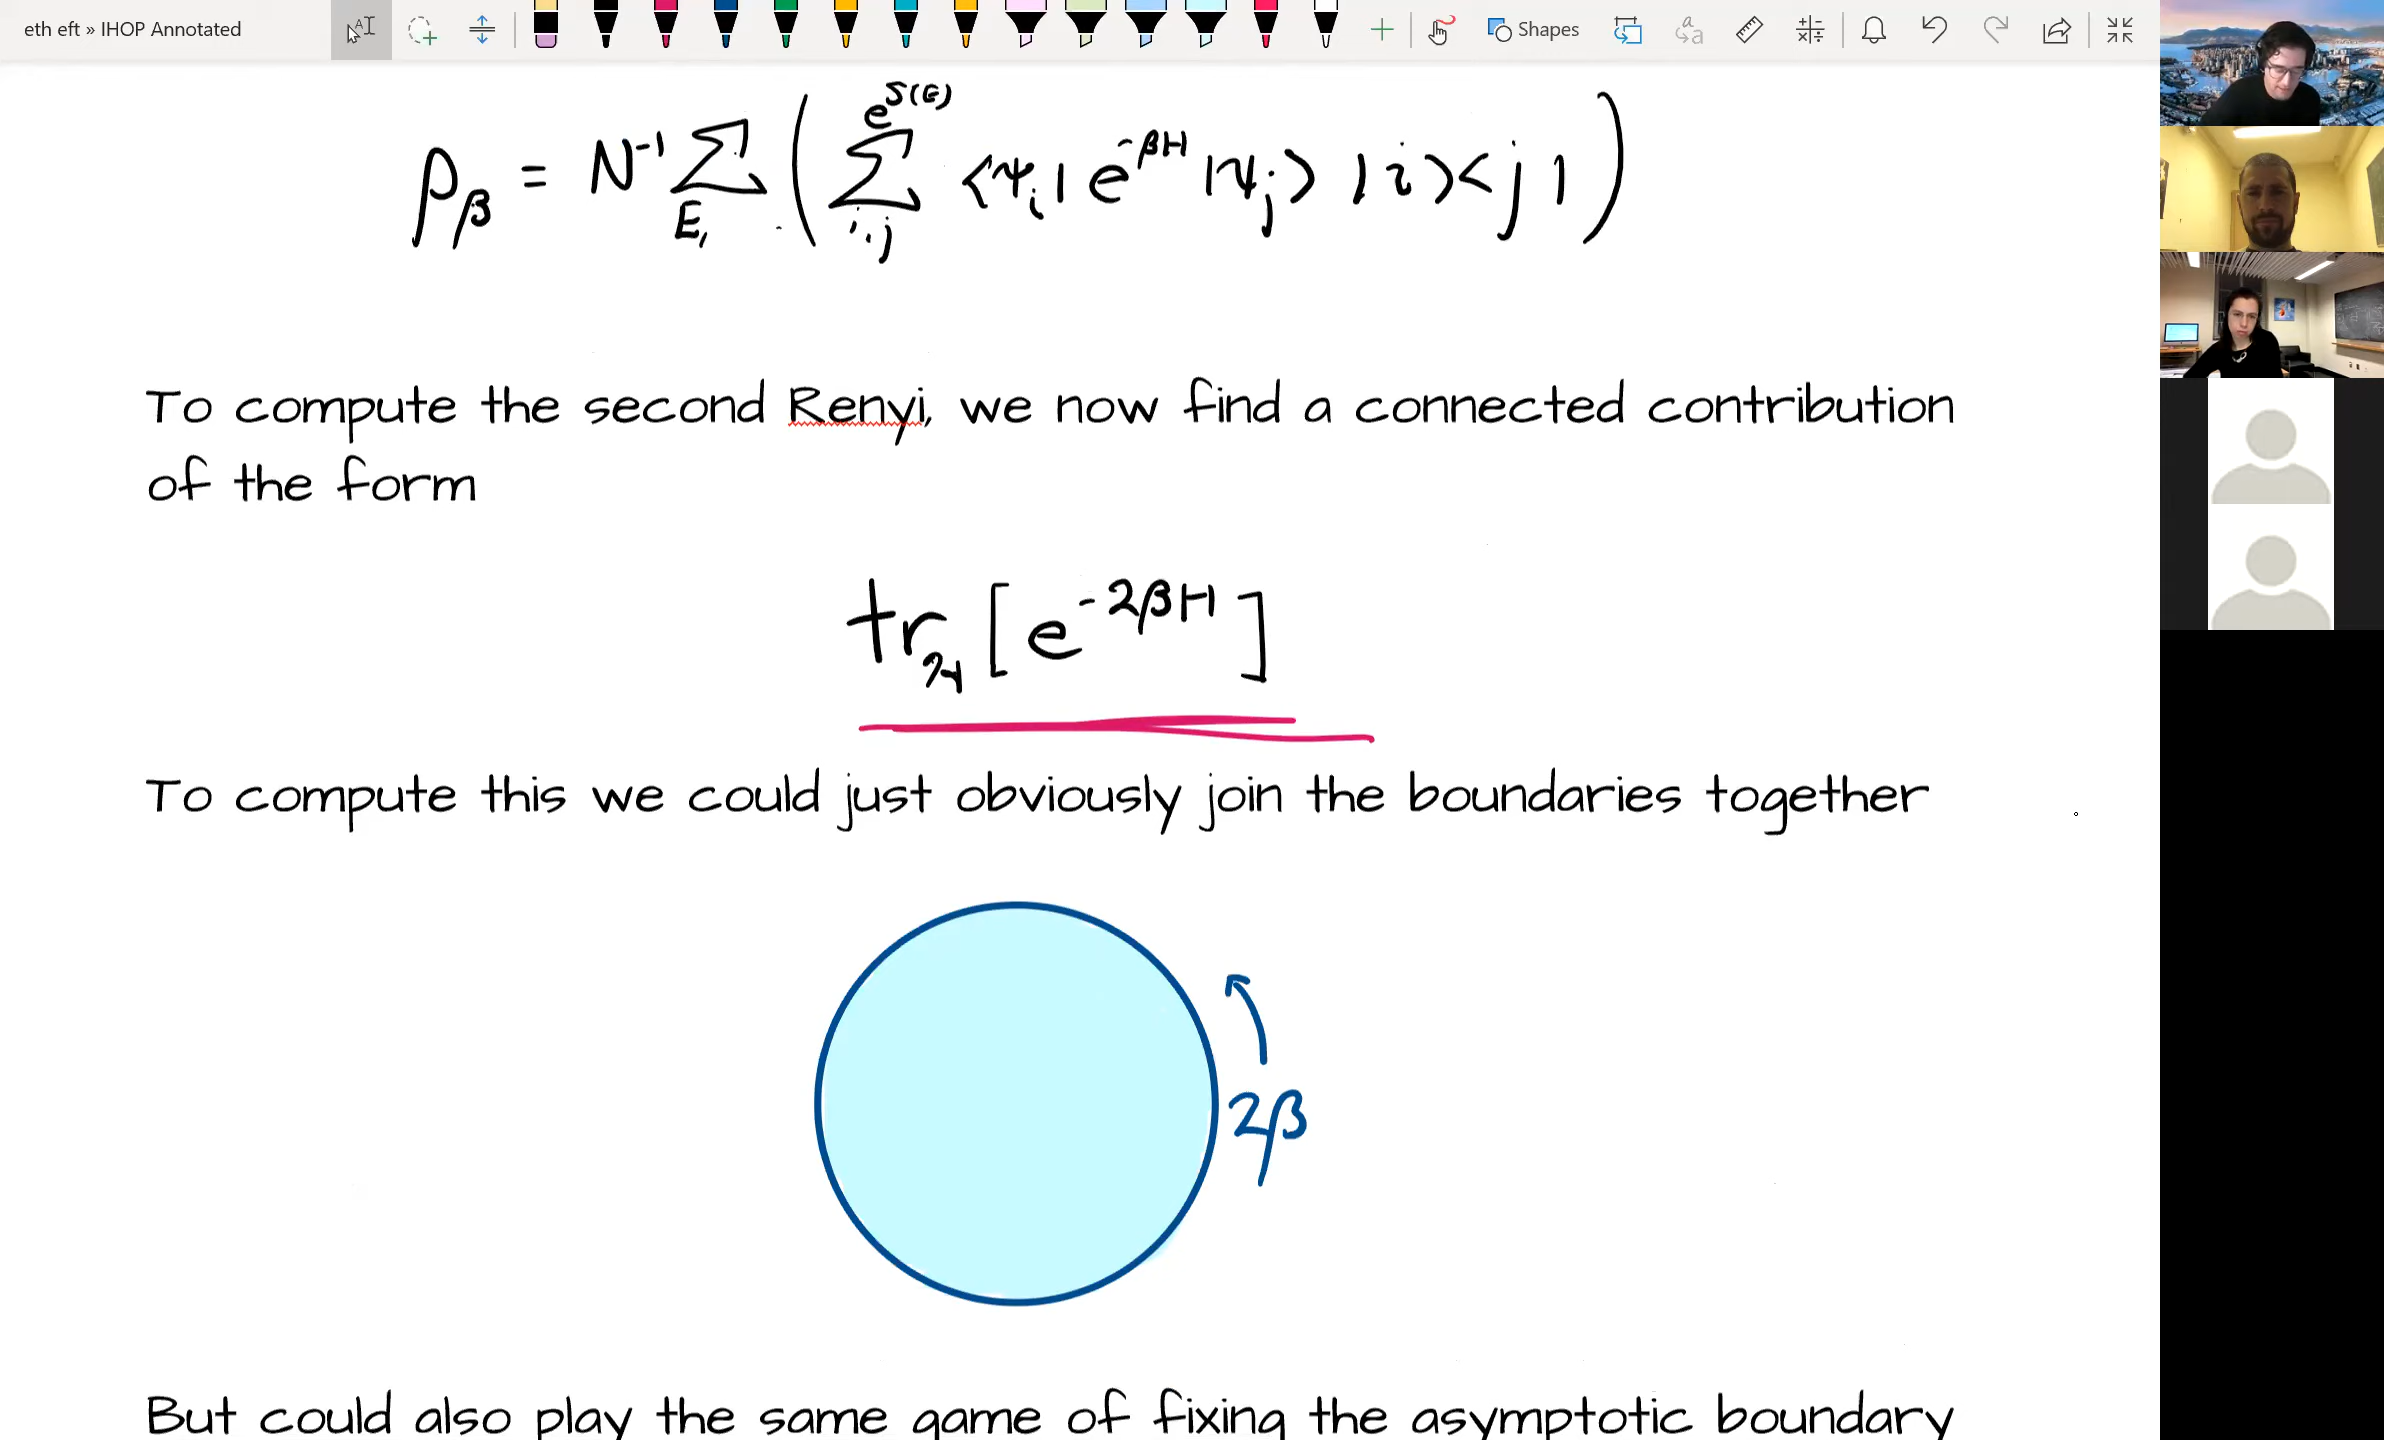 eth eft » IHOP Annotated
Shapes
ρ_β = N⁻¹ Σ_{E₁} ( Σ_{i,j}^{e^{S(E)}} <ψ_i| e^{-βH} |ψ_j> |i><j| )
To compute the second Renyi, we now find a connected contribution
of the form
tr_ℋ [e^{-2βH}]
To compute this we could just obviously join the boundaries together
2β
But could also play the same game of fixing the asymptotic boundary